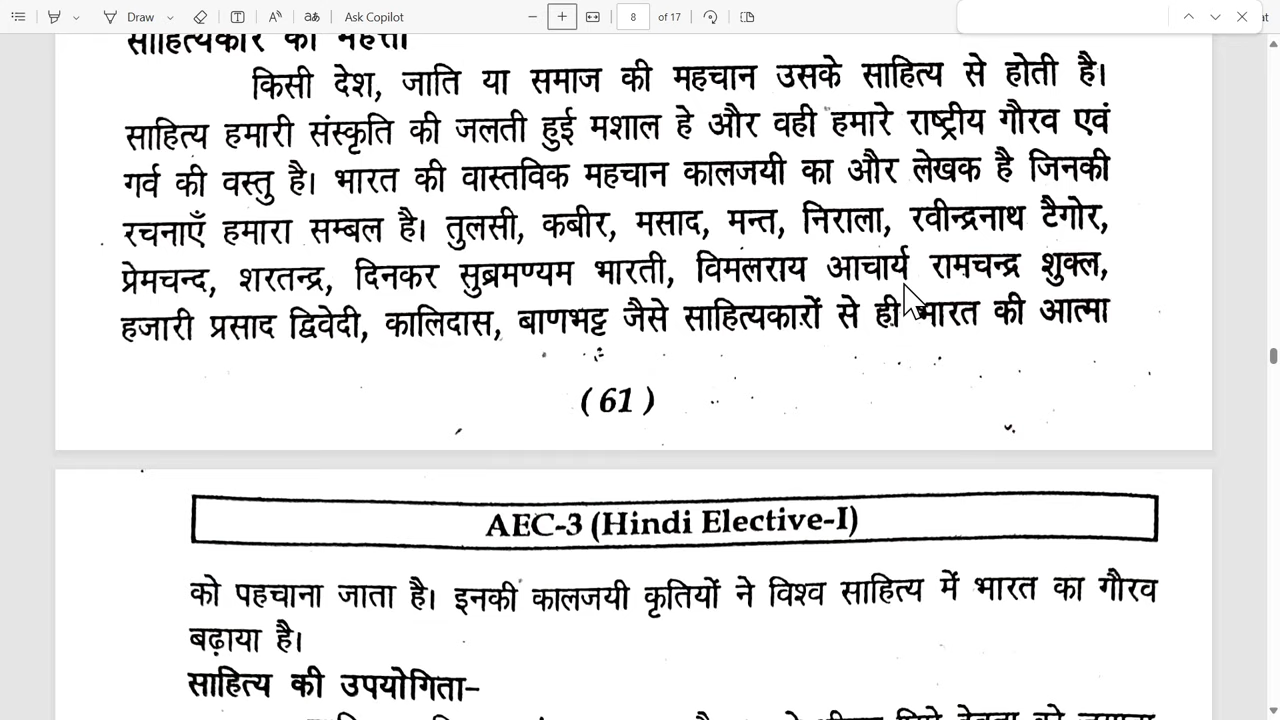 Draw
Ask Copilot
8 of 17
साहित्यकार की महत्ता
किसी देश, जाति या समाज की महचान उसके साहित्य से होती है।
साहित्य हमारी संस्कृति की जलती हुई मशाल हे और वही हमारे राष्ट्रीय गौरव एवं
गर्व की वस्तु है। भारत की वास्तविक महचान कालजयी का और लेखक है जिनकी
रचनाएँ हमारा सम्बल है। तुलसी, कबीर, मसाद, मन्त, निराला, रवीन्द्रनाथ टैगोर,
प्रेमचन्द, शरतन्द्र, दिनकर सुब्रमण्यम भारती, विमलराय आचार्य रामचन्द्र शुक्ल,
हजारी प्रसाद द्विवेदी, कालिदास, बाणभट्ट जैसे साहित्यकारों से ही भारत की आत्मा
(61)
AEC-3 (Hindi Elective-I)
को पहचाना जाता है। इनकी कालजयी कृतियों ने विश्व साहित्य में भारत का गौरव
बढ़ाया है।
साहित्य की उपयोगिता-